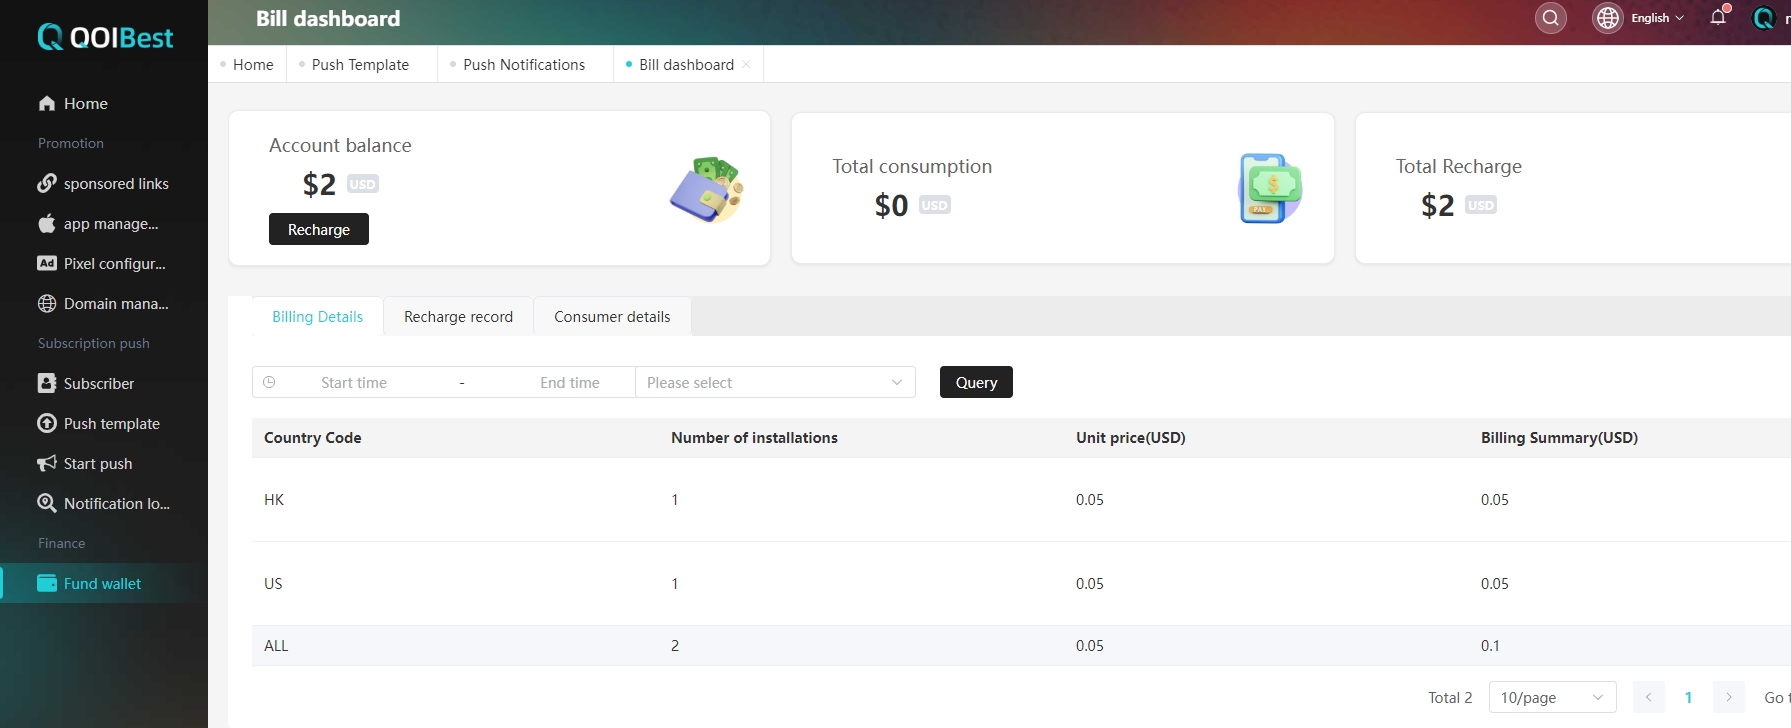 QOIBest
Home
Promotion
sponsored links
app manage...
Pixel configur...
Domain mana...
Subscription push
Subscriber
Push template
Start push
Notification lo...
Finance
Fund wallet
Bill dashboard
English
Home
Push Template
Push Notifications
Bill dashboard
Account balance
$2 USD
Recharge
Total consumption
$0 USD
PAY
Total Recharge
$2 USD
Billing Details
Recharge record
Consumer details
Start time - End time
Please select
Query
Country Code Number of installations Unit price(USD) Billing Summary(USD)
HK 1 0.05 0.05
US 1 0.05 0.05
ALL 2 0.05 0.1
Total 2 10/page 1 Go